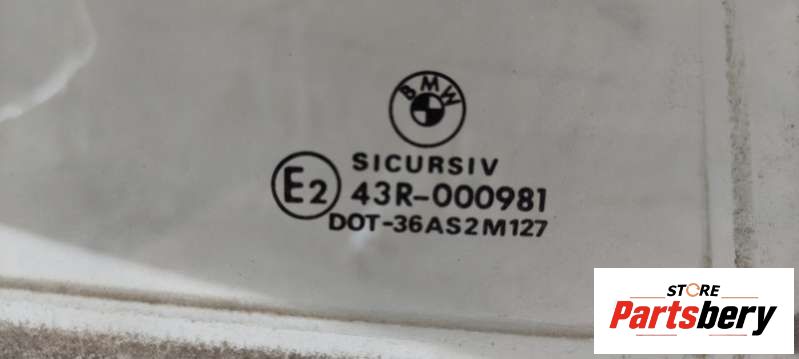 BMW
SICURSIV
E2 43R-000981
DOT-36AS2M127
STORE
Partsbery